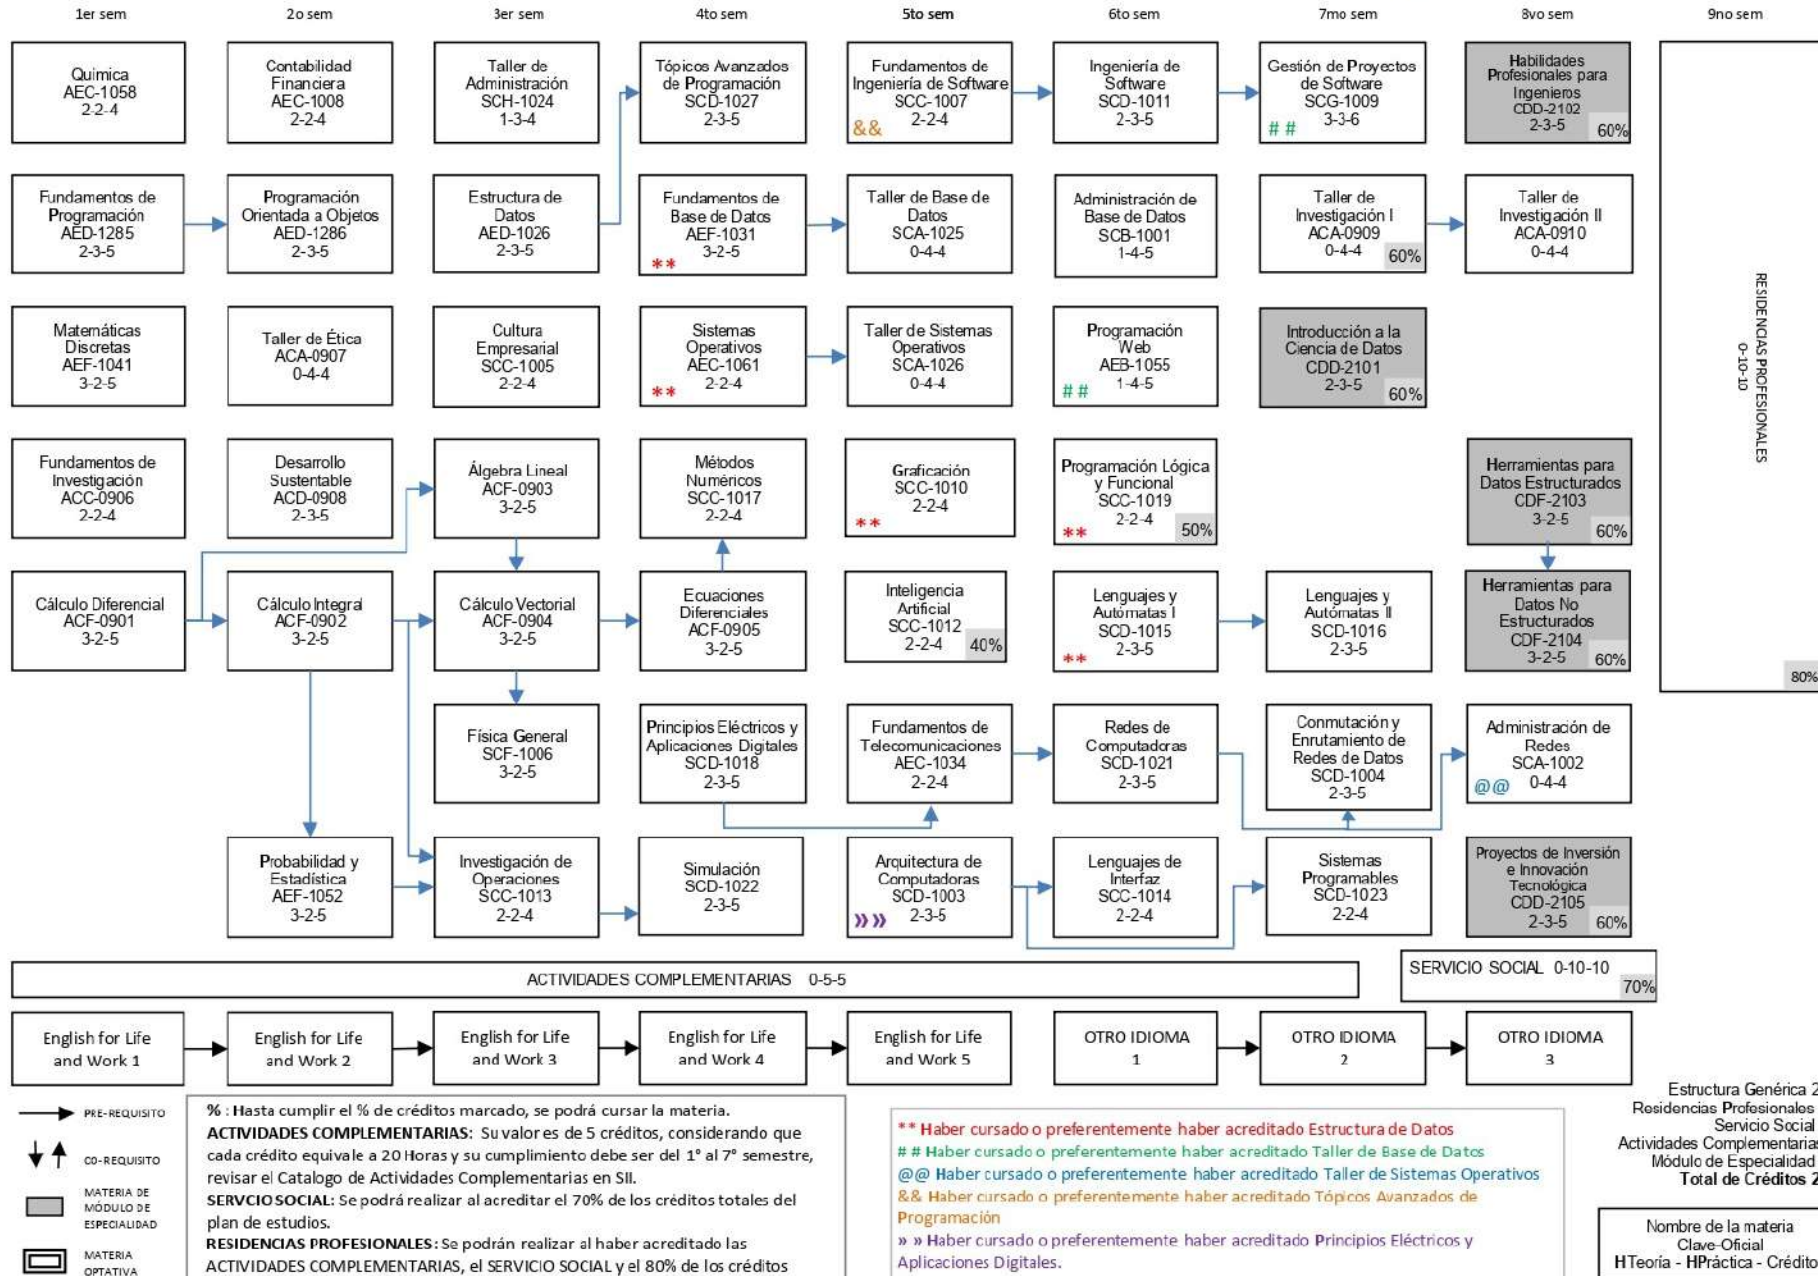 1er sem
2o sem
3er sem
4to sem
5to sem
6to sem
7mo sem
8vo sem
9no sem
Química
AEC-1058
2-2-4
Contabilidad
Financiera
AEC-1008
2-2-4
Taller de
Administración
SCH-1024
1-3-4
Tópicos Avanzados
de Programación
SCD-1027
2-3-5
Fundamentos de
Ingeniería de Software
SCC-1007
&& 2-2-4
Ingeniería de
Software
SCD-1011
2-3-5
Gestión de Proyectos
de Software
SCG-1009
3-3-6
# #
Habilidades
Profesionales para
Ingenieros
CDD-2102
2-3-5
60%
Fundamentos de
Programación
AED-1285
2-3-5
Programación
Orientada a Objetos
AED-1286
2-3-5
Estructura de
Datos
AED-1026
2-3-5
Fundamentos de
Base de Datos
AEF-1031
3-2-5
**
Taller de Base de
Datos
SCA-1025
0-4-4
Administración de
Base de Datos
SCB-1001
1-4-5
Taller de
Investigación I
ACA-0909
0-4-4
60%
Taller de
Investigación II
ACA-0910
0-4-4
Matemáticas
Discretas
AEF-1041
3-2-5
Taller de Ética
ACA-0907
0-4-4
Cultura
Empresarial
SCC-1005
2-2-4
Sistemas
Operativos
AEC-1061
2-2-4
**
Taller de Sistemas
Operativos
SCA-1026
0-4-4
Programación
Web
AEB-1055
1-4-5
# #
Introducción a la
Ciencia de Datos
CDD-2101
2-3-5
60%
RESIDENCIAS PROFESIONALES
0-10-10
80%
Fundamentos de
Investigación
ACC-0906
2-2-4
Desarrollo
Sustentable
ACD-0908
2-3-5
Álgebra Lineal
ACF-0903
3-2-5
Métodos
Numéricos
SCC-1017
2-2-4
Graficación
SCC-1010
2-2-4
**
Programación Lógica
y Funcional
SCC-1019
2-2-4
** 50%
Herramientas para
Datos Estructurados
CDF-2103
3-2-5
60%
Cálculo Diferencial
ACF-0901
3-2-5
Cálculo Integral
ACF-0902
3-2-5
Cálculo Vectorial
ACF-0904
3-2-5
Ecuaciones
Diferenciales
ACF-0905
3-2-5
Inteligencia
Artificial
SCC-1012
2-2-4 40%
Lenguajes y
Autómatas I
SCD-1015
2-3-5
**
Lenguajes y
Autómatas II
SCD-1016
2-3-5
Herramientas para
Datos No
Estructurados
CDF-2104
3-2-5 60%
Física General
SCF-1006
3-2-5
Principios Eléctricos y
Aplicaciones Digitales
SCD-1018
2-3-5
Fundamentos de
Telecomunicaciones
AEC-1034
2-2-4
Redes de
Computadoras
SCD-1021
2-3-5
Conmutación y
Enrutamiento de
Redes de Datos
SCD-1004
2-3-5
Administración de
Redes
SCA-1002
@@ 0-4-4
Probabilidad y
Estadística
AEF-1052
3-2-5
Investigación de
Operaciones
SCC-1013
2-2-4
Simulación
SCD-1022
2-3-5
Arquitectura de
Computadoras
SCD-1003
»» 2-3-5
Lenguajes de
Interfaz
SCC-1014
2-2-4
Sistemas
Programables
SCD-1023
2-2-4
Proyectos de Inversión
e Innovación
Tecnológica
CDD-2105
2-3-5 60%
ACTIVIDADES COMPLEMENTARIAS 0-5-5
SERVICIO SOCIAL 0-10-10
70%
English for Life
and Work 1
English for Life
and Work 2
English for Life
and Work 3
English for Life
and Work 4
English for Life
and Work 5
OTRO IDIOMA
1
OTRO IDIOMA
2
OTRO IDIOMA
3
PRE-REQUISITO
CO-REQUISITO
MATERIA DE
MÓDULO DE
ESPECIALIDAD
MATERIA
OPTATIVA
% : Hasta cumplir el % de créditos marcado, se podrá cursar la materia.
ACTIVIDADES COMPLEMENTARIAS: Su valor es de 5 créditos, considerando que
cada crédito equivale a 20 Horas y su cumplimiento debe ser del 1° al 7° semestre,
revisar el Catalogo de Actividades Complementarias en SII.
SERVCIO SOCIAL: Se podrá realizar al acreditar el 70% de los créditos totales del
plan de estudios.
RESIDENCIAS PROFESIONALES: Se podrán realizar al haber acreditado las
ACTIVIDADES COMPLEMENTARIAS, el SERVICIO SOCIAL y el 80% de los créditos
** Haber cursado o preferentemente haber acreditado Estructura de Datos
# # Haber cursado o preferentemente haber acreditado Taller de Base de Datos
@@ Haber cursado o preferentemente haber acreditado Taller de Sistemas Operativos
&& Haber cursado o preferentemente haber acreditado Tópicos Avanzados de
Programación
» » Haber cursado o preferentemente haber acreditado Principios Eléctricos y
Aplicaciones Digitales.
Estructura Genérica 2
Residencias Profesionales
Servicio Social
Actividades Complementarias
Módulo de Especialidad
Total de Créditos 2
Nombre de la materia
Clave Oficial
HTeoría - HPráctica - Crédito